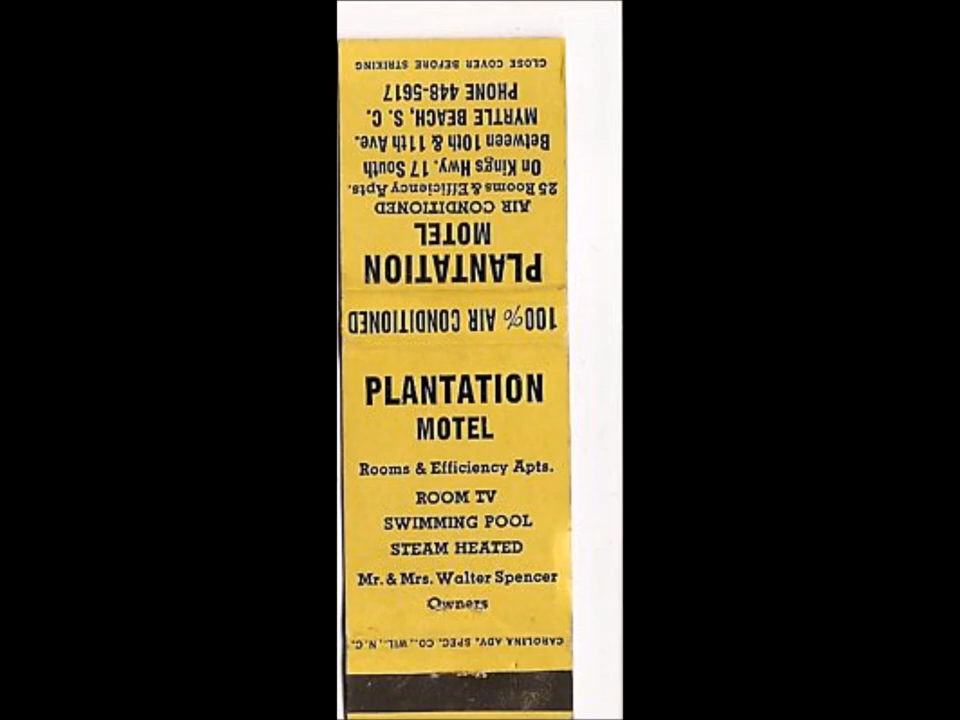 CLOSE COVER BEFORE STRIKING
PHONE 448-5617
MYRTLE BEACH, S. C.
Between 10th & 11th Ave.
On Kings Hwy. 17 South
25 Rooms & Efficiency Apts.
AIR CONDITIONED
MOTEL
PLANTATION
100% AIR CONDITIONED
PLANTATION
MOTEL
Rooms & Efficiency Apts.
ROOM TV
SWIMMING POOL
STEAM HEATED
Mr. & Mrs. Walter Spencer
Owners
CAROLINA ADV. SPEC. CO., WIL., N. C.